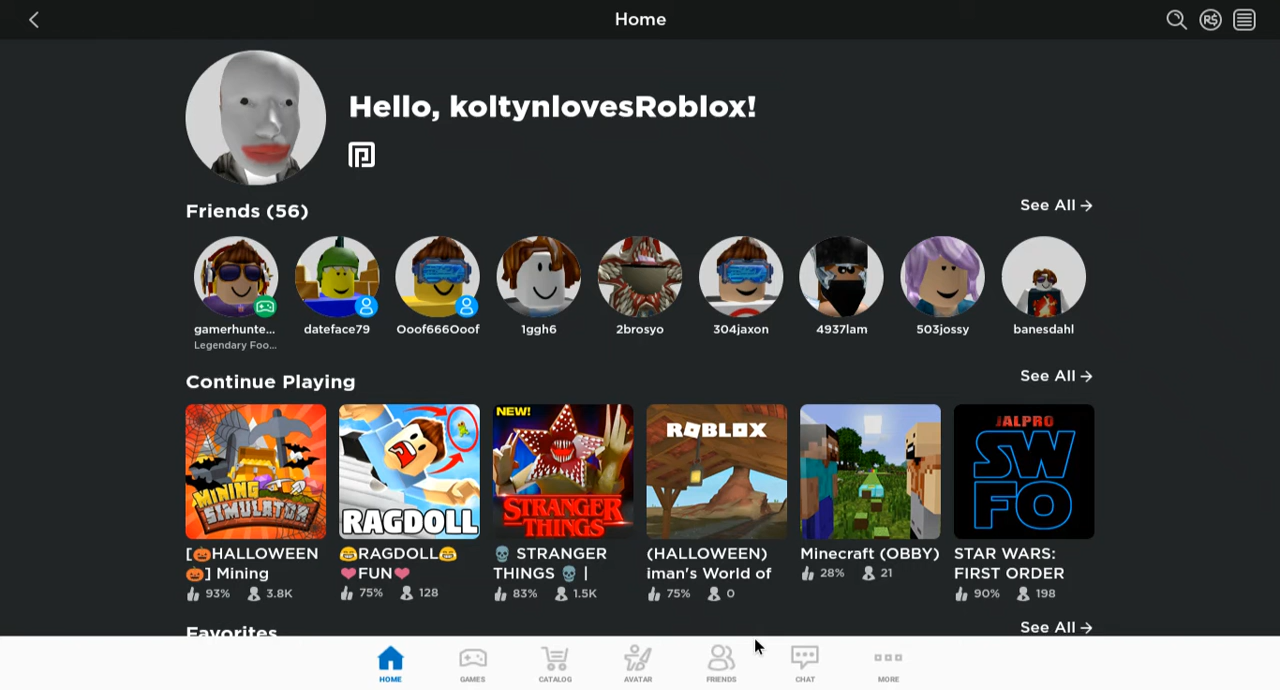 Home
R$
Hello, koltynlovesRoblox!
Friends (56)
See All →
gamerhunte...
Legendary Foo...
dateface79
Ooof666Ooof
1ggh6
2brosyo
304jaxon
4937lam
503jossy
banesdahl
Continue Playing
See All →
MINING
SIMULATOR
RAGDOLL
NEW!
STRANGER
THINGS
ROBLOX
JALPRO
SW
FO
[🎃HALLOWEEN
🎃] Mining
93% 3.8K
😂RAGDOLL😂
❤FUN❤
75% 128
💀 STRANGER
THINGS 💀 |
83% 1.5K
(HALLOWEEN)
iman's World of
75% 0
Minecraft (OBBY)
28% 21
STAR WARS:
FIRST ORDER
90% 198
Favorites
See All →
HOME
GAMES
CATALOG
AVATAR
FRIENDS
CHAT
MORE